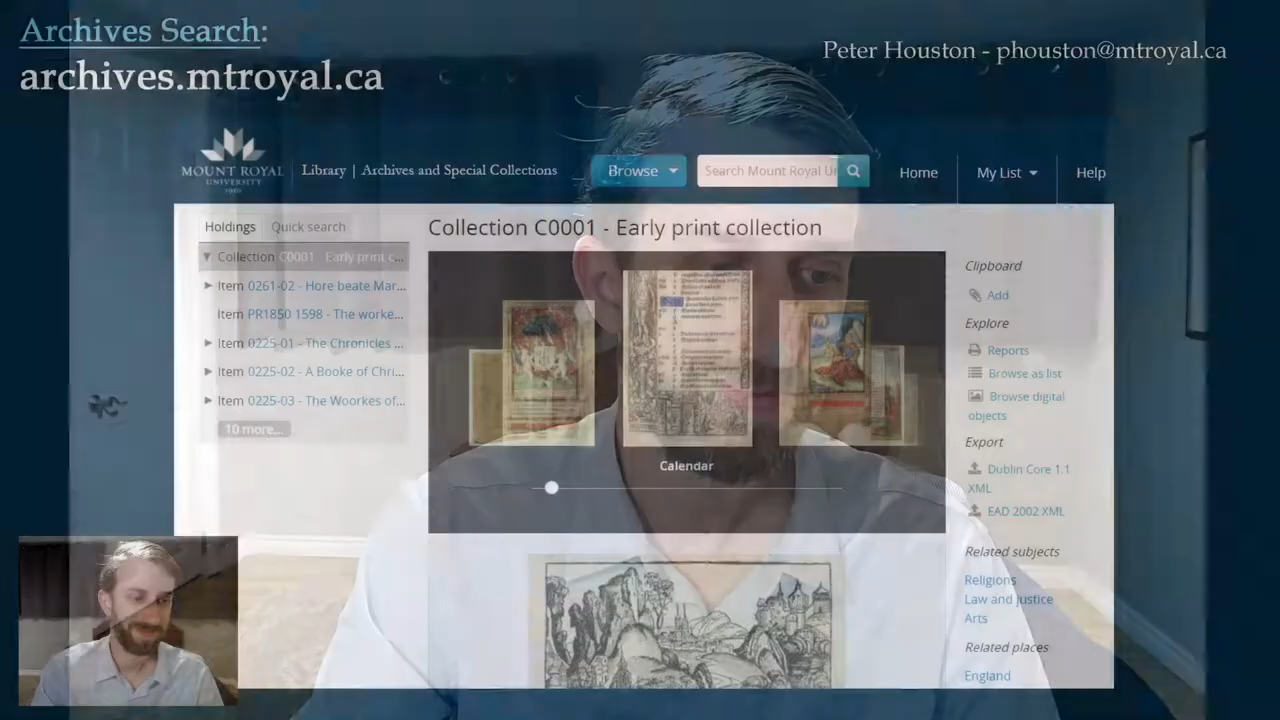 Archives Search:
archives.mtroyal.ca
Peter Houston - phouston@mtroyal.ca
MOUNT ROYAL
UNIVERSITY
1910
Library | Archives and Special Collections
Browse
Search Mount Royal Ur
Home
My List
Help
Holdings
Quick search
Collection C0001 Early print c...
Item 0261-02 - Hore beate Mar...
Item PR1850 1598 - The worke...
Item 0225-01 - The Chronicles ...
Item 0225-02 - A Booke of Chri...
Item 0225-03 - The Woorkes of...
10 more...
Collection C0001 - Early print collection
Calendar
Clipboard
Add
Explore
Reports
Browse as list
Browse digital
objects
Export
Dublin Core 1.1
XML
EAD 2002 XML
Related subjects
Religions
Law and Justice
Arts
Related places
England